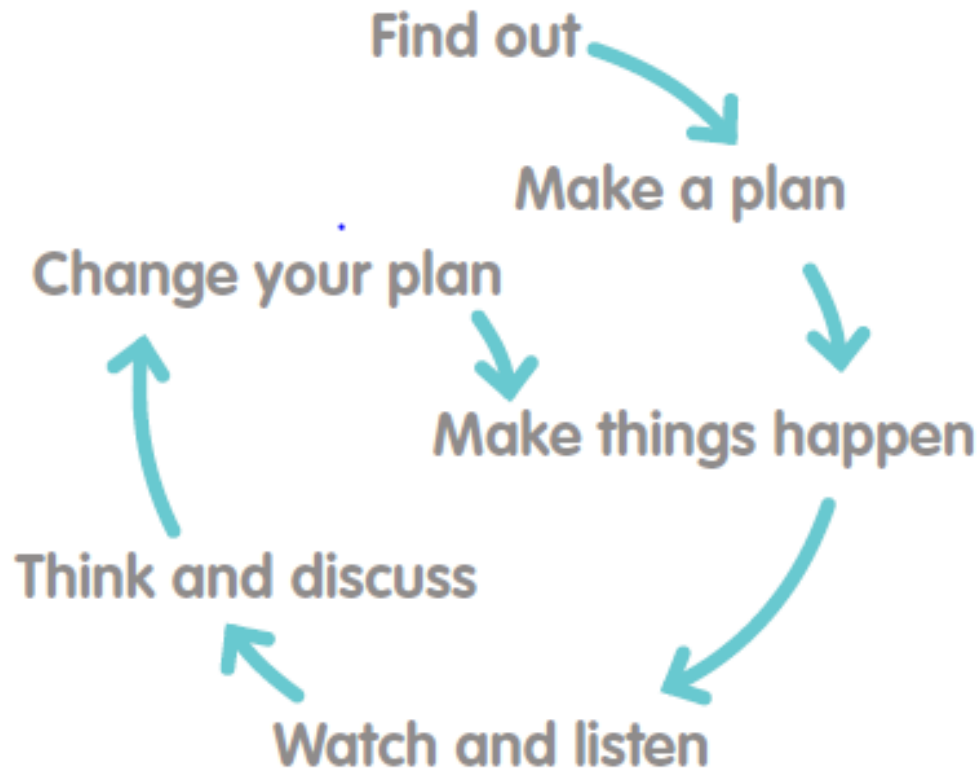 Find out
Make a plan
Change your plan
Make things happen
Think and discuss
Watch and listen